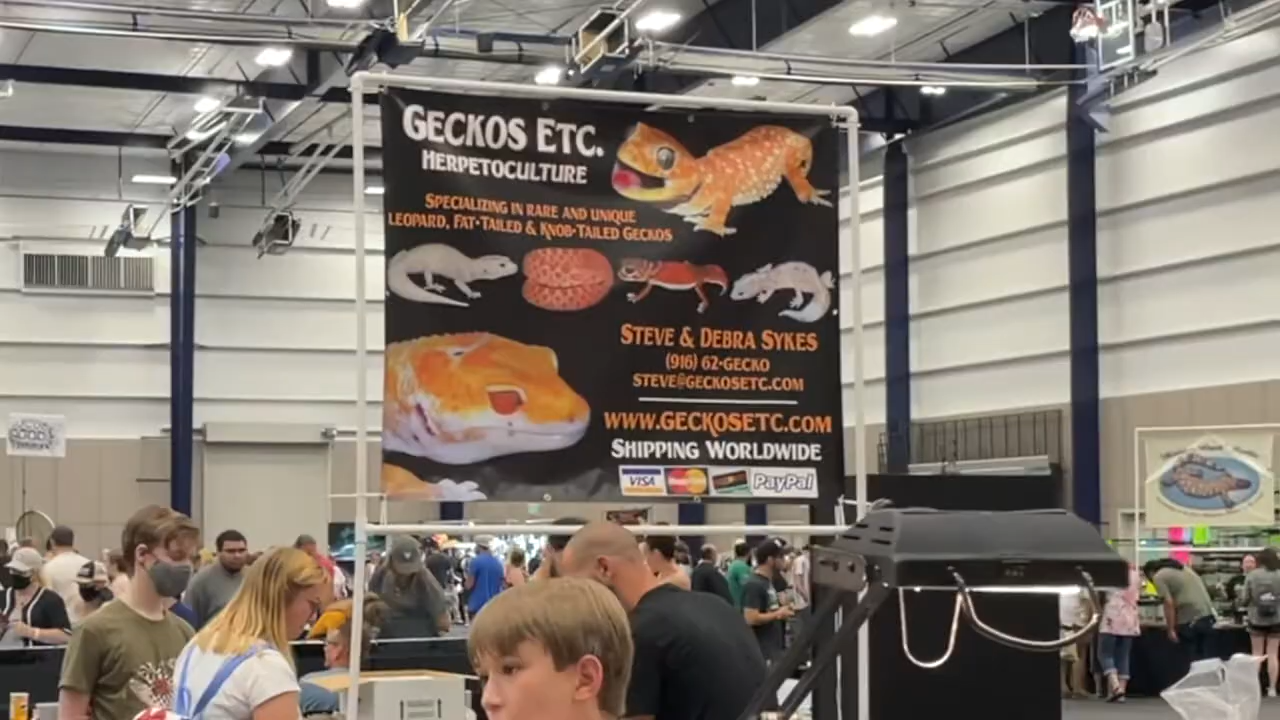 GECKOS ETC.
HERPETOCULTURE
SPECIALIZING IN RARE AND UNIQUE
LEOPARD, FAT-TAILED & KNOB-TAILED GECKOS
STEVE & DEBRA SYKES
(916) 62-GECKO
STEVE@GECKOSETC.COM
WWW.GECKOSETC.COM
SHIPPING WORLDWIDE
VISA MasterCard PayPal